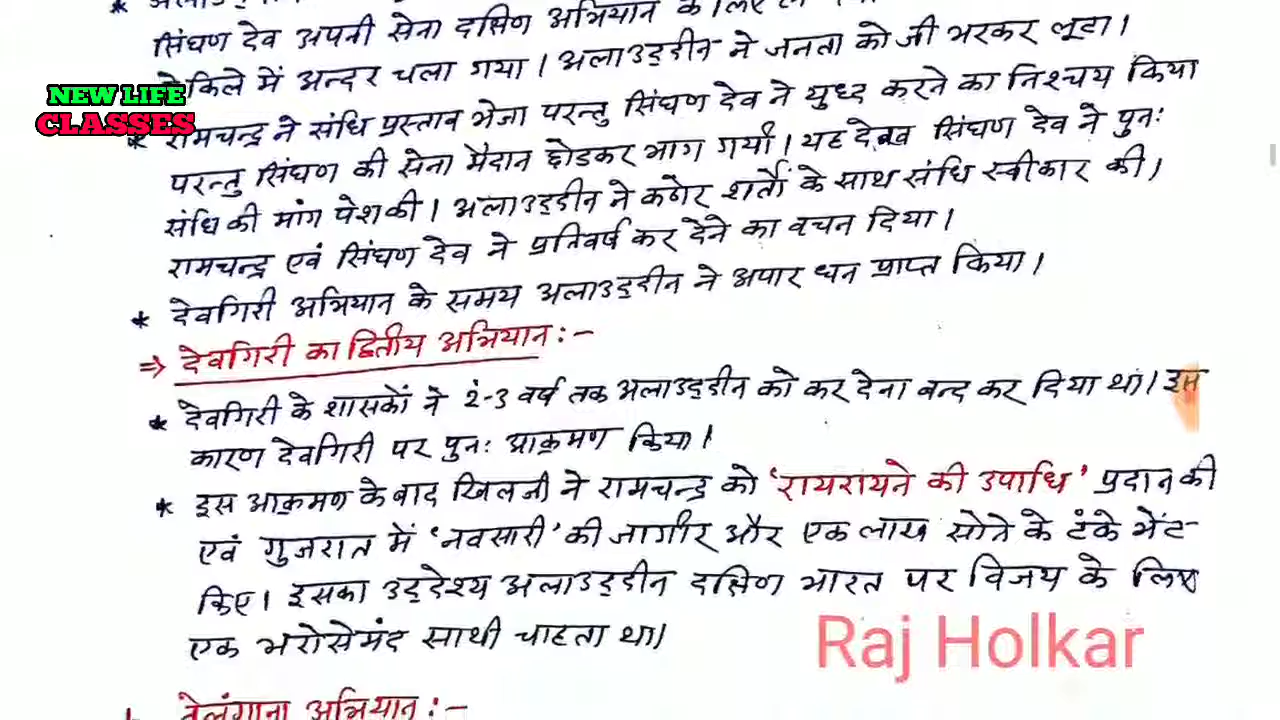 सिंघण देव अपनी सेना दक्षिण अभियान के लिए
किले में अन्दर चला गया। अलाउद्दीन ने जनता को जी भरकर लूटा।
NEW LIFE
CLASSES
* रामचन्द्र ने संधि प्रस्ताव भेजा परन्तु सिंघण देव ने युध्द करने का निश्चय किया
परन्तु सिंघण की सेना मैदान छोडकर भाग गयी। यह देख सिंघण देव ने पुनः
संधि की मांग पेश की। अलाउद्दीन ने कठोर शर्तों के साथ संधि स्वीकार की।
रामचन्द्र एवं सिंघण देव ने प्रतिवर्ष कर देने का वचन दिया।
* देवगिरी अभियान के समय अलाउद्दीन ने अपार धन प्राप्त किया।
⇒ देवगिरी का द्वितीय अभियान:-
* देवगिरी के शासकों ने 2-3 वर्ष तक अलाउद्दीन को कर देना बन्द कर दिया था। इस
कारण देवगिरी पर पुनः आक्रमण किया।
* इस आक्रमण के बाद खिलजी ने रामचन्द्र को 'रायरायने की उपाधि' प्रदान की
एवं गुजरात में 'नवसारी' की जागीर और एक लाख सोने के टंके भेंट
किए। इसका उद्देश्य अलाउद्दीन दक्षिण भारत पर विजय के लिए
एक भरोसेमंद साथी चाहता था।
Raj Holkar
तेलंगाना अभियान:-